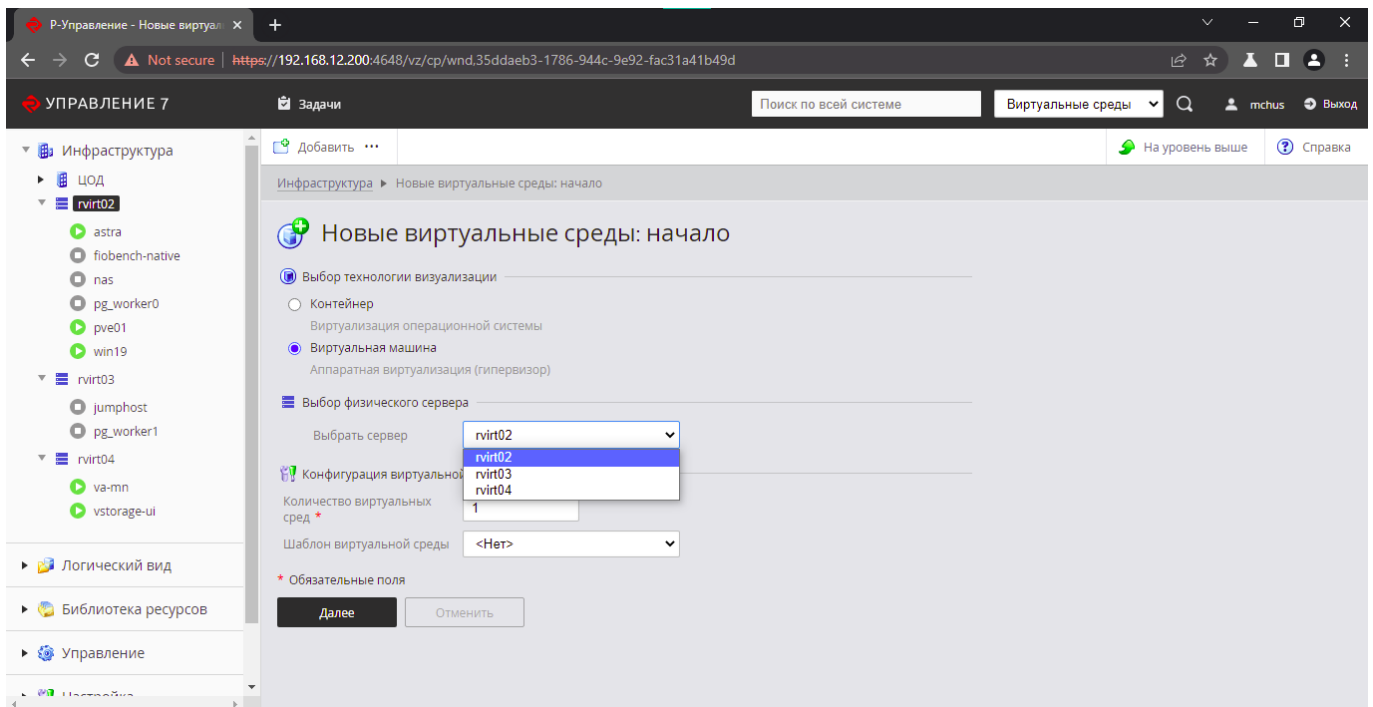 Р-Управление - Новые виртуал
Not secure | https://192.168.12.200:4648/vz/cp/wnd,35ddaeb3-1786-944c-9e92-fac31a41b49d
УПРАВЛЕНИЕ 7
Задачи
Поиск по всей системе
Виртуальные среды
mchus
Выход
Инфраструктура
ЦОД
rvirt02
astra
fiobench-native
nas
pg_worker0
pve01
win19
rvirt03
jumphost
pg_worker1
rvirt04
va-mn
vstorage-ui
Логический вид
Библиотека ресурсов
Управление
Настройка
Добавить ...
На уровень выше
Справка
Инфраструктура ▶ Новые виртуальные среды: начало
Новые виртуальные среды: начало
Выбор технологии визуализации
Контейнер
Виртуализация операционной системы
Виртуальная машина
Аппаратная виртуализация (гипервизор)
Выбор физического сервера
Выбрать сервер
rvirt02
rvirt02
rvirt03
rvirt04
Конфигурация виртуальной
Количество виртуальных
сред *
1
Шаблон виртуальной среды
<Нет>
* Обязательные поля
Далее
Отменить